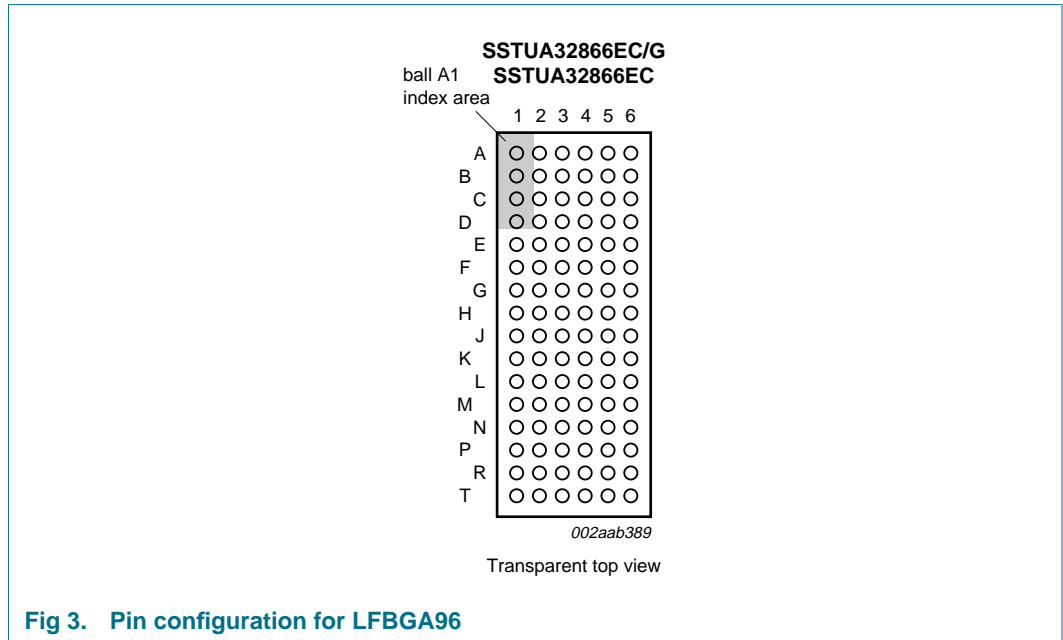 SSTUA32866EC/G
SSTUA32866EC
ball A1
index area
1 2 3 4 5 6
A
B
C
D
E
F
G
H
J
K
L
M
N
P
R
T
002aab389
Transparent top view
Fig 3. Pin configuration for LFBGA96